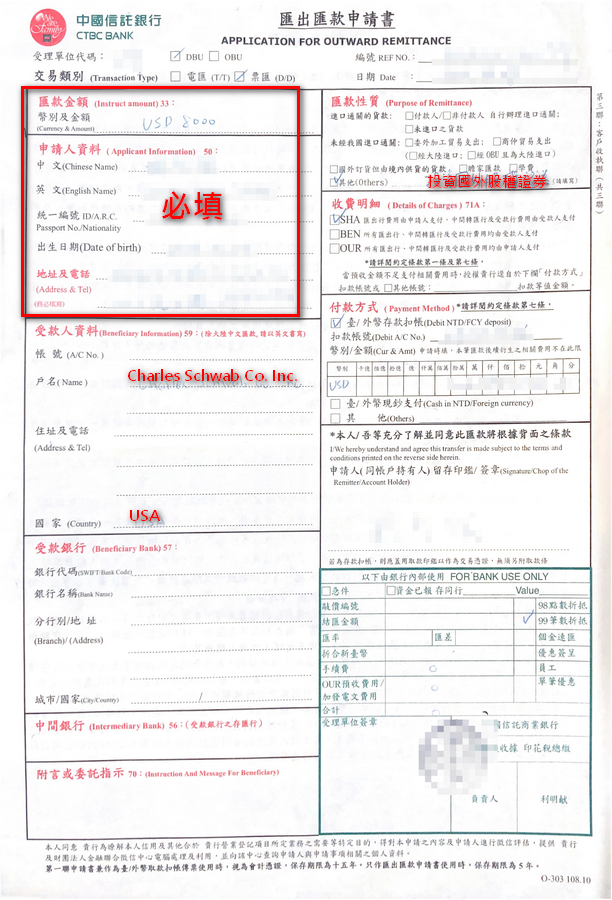 中國信託銀行
CTBC BANK
匯出匯款申請書
APPLICATION FOR OUTWARD REMITTANCE
受理單位代碼：
DBU OBU
編號 REF NO.：
交易類別 (Transaction Type) 電匯 (T/T) 票匯 (D/D)
日期 Date ：
匯款金額 (Instruct amount) 33：
幣別及金額
(Currency & Amount)
USD 8000
申請人資料 (Applicant Information) 50：
中 文(Chinese Name)
英 文(English Name)
必填
統一編號 ID/A.R.C.
Passport No./Nationality
出生日期(Date of birth)
地址及電話
(Address & Tel)
受款人資料(Beneficiary Information) 59：(除大陸中文匯款, 請以英文書寫)
帳 號 (A/C No.)
戶名( Name )
Charles Schwab Co. Inc.
住址及電話
(Address & Tel)
國 家 (Country)
USA
受款銀行 (Beneficiary Bank) 57：
銀行代碼(SWIFT/Bank Code)
銀行名稱(Bank Name)
分行別/地 址
(Branch)/ (Address)
城市/國家(City/Country) /
中間銀行 (Intermediary Bank) 56：(受款銀行之存匯行)
附言或委託指示 70：(Instruction And Message For Beneficiary)
匯款性質 (Purpose of Remittance)
進口通關的貨款： 付款人/非付款人 自行辦理進口通關；
未進口之貨款
未經我國進口通關： 委外加工貿易支出； 商仲貿易支出
(經大陸進口； 經OBU且為大陸進口)
國外訂貨但由境內供貨的貨款； 贍家匯款 學費
其他(Others) 投資國外股權證券 (請填寫)
收費明細 (Details of Charges ) 71A：
SHA 匯出行費用由申請人支付、中間轉匯行及受款行費用由受款人支付
BEN 所有匯出行、中間轉匯行及受款行費用均由受款人支付
OUR 所有匯出行、中間轉匯行及受款行費用均由申請人支付
*請詳閱約定條款第一條及第七條,
當預收金額不足支付相關費用時, 授權貴行逕自下欄「付款方式」
扣款帳號或 其他帳號： 扣款等值金額。
付款方式 ( Payment Method ) *請詳閱約定條款第七條,
臺/ 外幣存款扣帳(Debit NTD/FCY deposit)
扣款帳號(Debit A/C No.)
幣別/金額(Cur & Amt) 申請時填, 本筆匯款後續衍生之相關費用不在此限
幣別 千億 百億 拾億 億 仟萬 佰萬 拾萬 萬 仟 佰 拾 元 角 分
USD
臺/ 外幣現鈔支付(Cash in NTD/Foreign currency)
其 他(Others)
*本人/吾等充分了解並同意此匯款將根據背面之條款
I/We hereby understand and agree this transfer is made subject to the terms and
conditions printed on the reverse side herein.
申請人( 同帳戶持有人) 留存印鑑/ 簽章(Signature/Chop of the
Remitter/Account Holder)
若為存款扣帳, 則應蓋用取款印鑑以作為交易憑證, 無須另附取款條
以下由銀行內部使用 FOR BANK USE ONLY
急件 資金已報 存同行 Value
敲價編號 98點數折抵
結匯金額 99筆數折抵
匯率 匯差 個金速匯
折合新臺幣 優惠簽呈
手續費 員工
OUR預收費用/ 單筆優惠
加發電文費用
合計
受理單位簽章
信託商業銀行
收據 印花稅總繳
負責人 利明献
第三聯：客戶收執聯 (共三聯)
本人同意 貴行為瞭解本人信用及其他合於 貴行營業登記項目所定業務之需要等特定目的, 得對本申請之內容及申請人進行徵信評估, 提供 貴行
及財團法人金融聯合徵信中心電腦處理及利用, 並向該中心查詢申請人與申請事項相關之個人資料。
第一聯申請書兼作為臺/外幣取款扣帳傳票使用時, 視為會計憑證, 保存期限為十五年, 只作匯出匯款申請書使用時, 保存期限為 5 年。
O-303 108.10